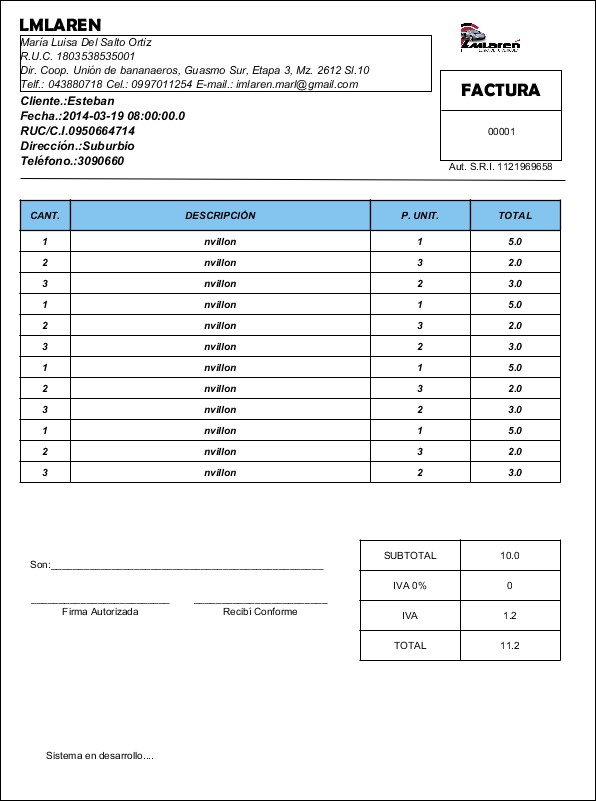 LMLAREN
María Luisa Del Salto Ortiz
R.U.C. 1803538535001
Dir. Coop. Unión de bananaeros, Guasmo Sur, Etapa 3, Mz. 2612 Sl.10
Telf.: 043880718 Cel.: 0997011254 E-mail.: imlaren.marl@gmail.com
LMLAREN
FACTURA
00001
Aut. S.R.I. 1121969658
Cliente.:Esteban
Fecha.:2014-03-19 08:00:00.0
RUC/C.I.0950664714
Dirección.:Suburbio
Teléfono.:3090660
CANT. DESCRIPCIÓN P. UNIT. TOTAL
1 nvillon 1 5.0
2 nvillon 3 2.0
3 nvillon 2 3.0
1 nvillon 1 5.0
2 nvillon 3 2.0
3 nvillon 2 3.0
1 nvillon 1 5.0
2 nvillon 3 2.0
3 nvillon 2 3.0
1 nvillon 1 5.0
2 nvillon 3 2.0
3 nvillon 2 3.0
Son:
Firma Autorizada Recibi Conforme
SUBTOTAL 10.0
IVA 0% 0
IVA 1.2
TOTAL 11.2
Sistema en desarrollo....